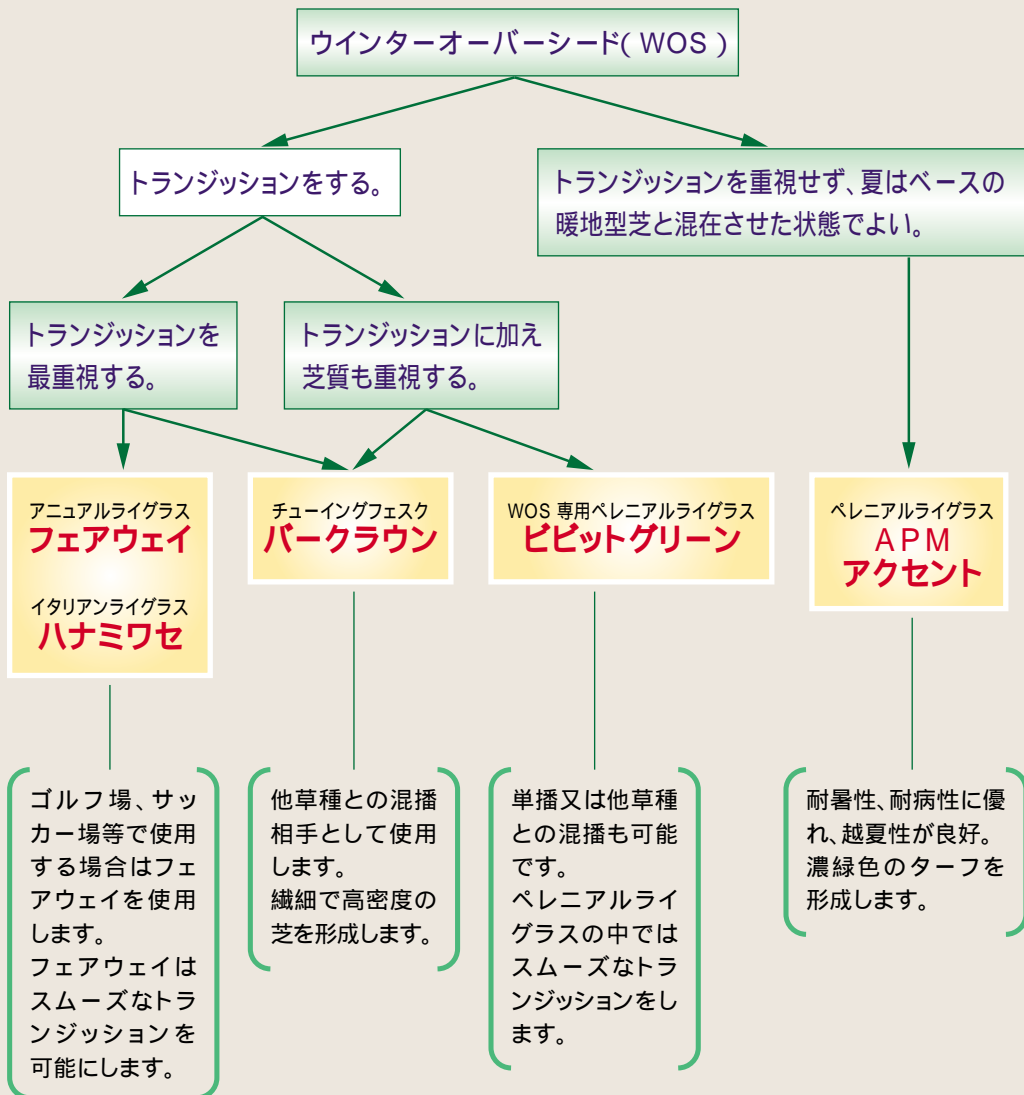 ウインターオーバーシード( WOS )
トランジッションをする。
トランジッションを重視せず、夏はベースの
暖地型芝と混在させた状態でよい。
トランジッションを
最重視する。
トランジッションに加え
芝質も重視する。
アニュアルライグラス
フェアウェイ
イタリアンライグラス
ハナミワセ
チューイングフェスク
バークラウン
WOS 専用ペレニアルライグラス
ビビットグリーン
ペレニアルライグラス
APM
アクセント
ゴルフ場、サッ
カー場等で使用
する場合はフェ
アウェイを使用
します。
フェアウェイは
スムーズなトラ
ンジッションを
可能にします。
他草種との混播
相手として使用
します。
繊細で高密度の
芝を形成します。
単播又は他草種
との混播も可能
です。
ペレニアルライ
グラスの中では
スムーズなトラ
ンジッションをし
ます。
耐暑性、耐病性に優
れ、越夏性が良好。
濃緑色のターフを
形成します。